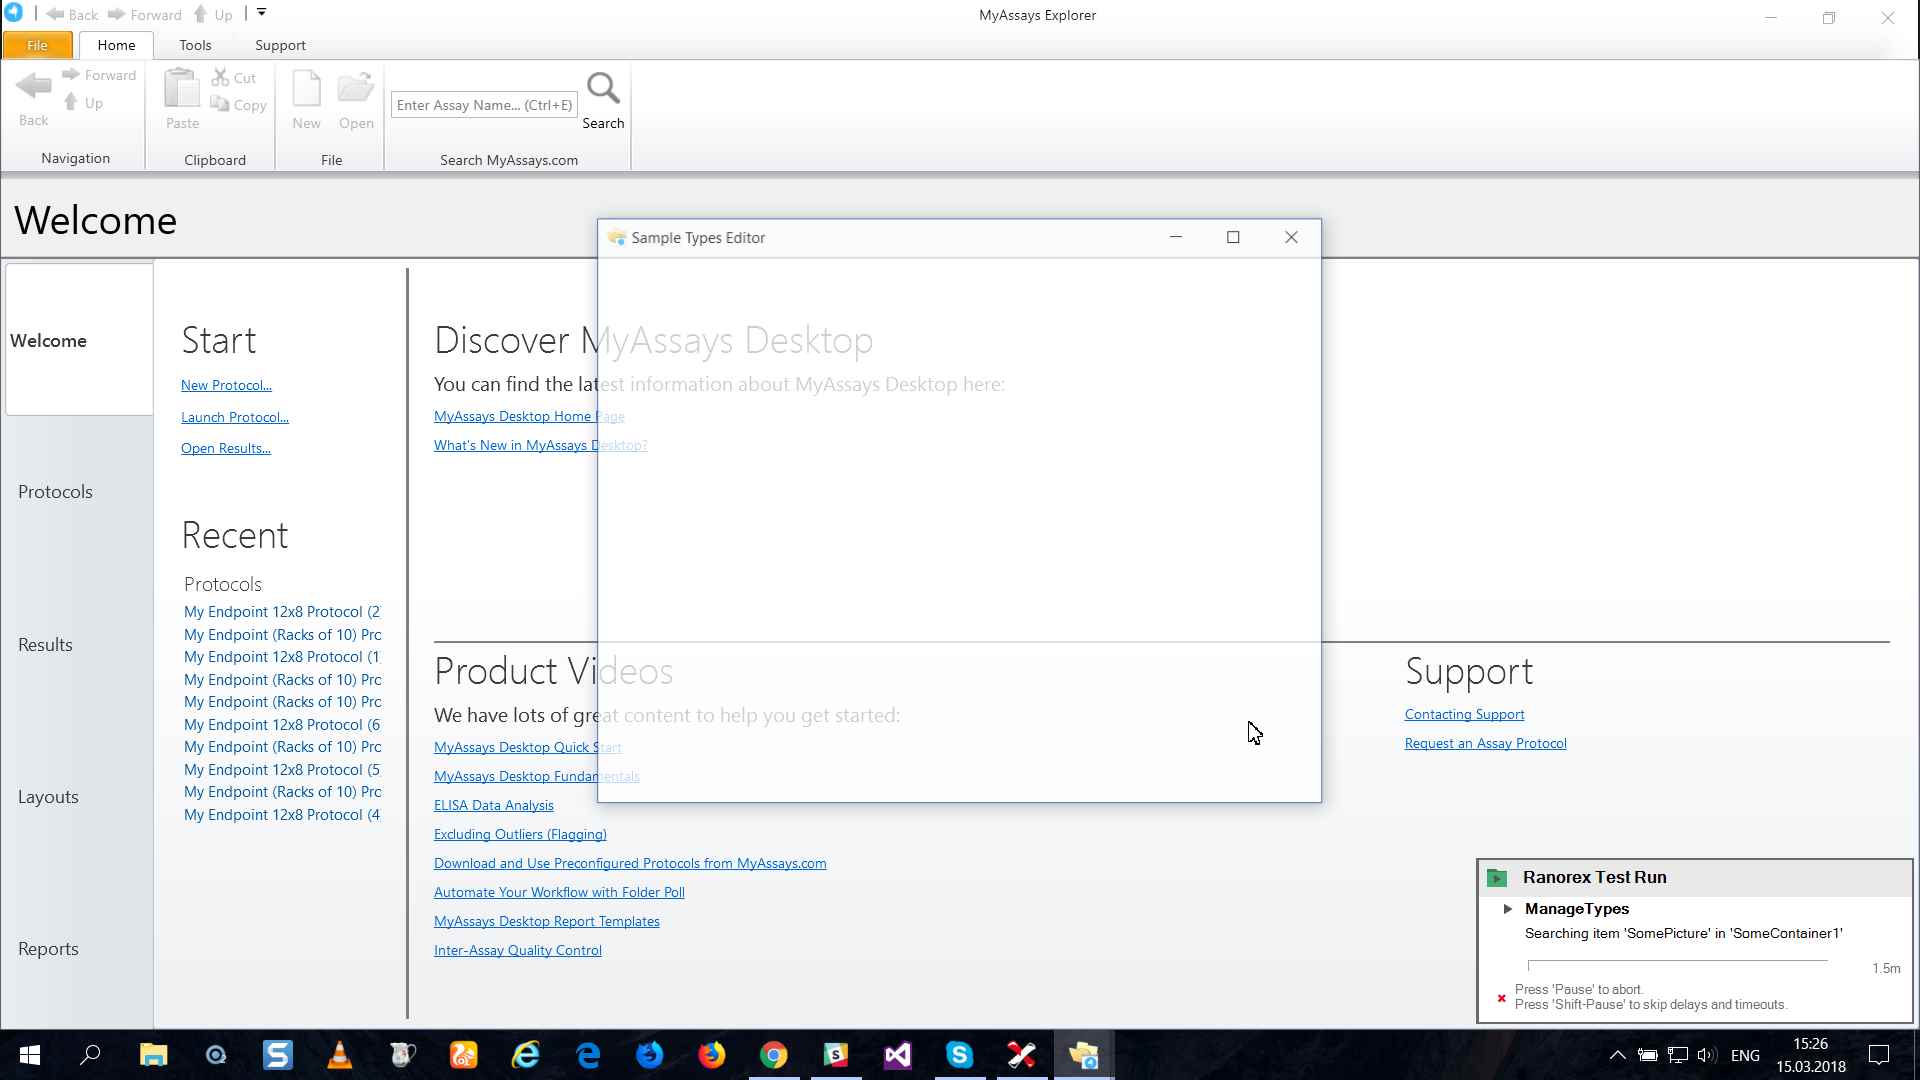 Back Forward Up
MyAssays Explorer
File Home Tools Support
Forward
Up
Back
Navigation
Paste
Cut
Copy
Clipboard
New
Open
File
Enter Assay Name... (Ctrl+E)
Search
Search MyAssays.com
Welcome
Sample Types Editor
Welcome
Protocols
Results
Layouts
Reports
Start
New Protocol...
Launch Protocol...
Open Results...
Recent
Protocols
My Endpoint 12x8 Protocol (2
My Endpoint (Racks of 10) Prc
My Endpoint 12x8 Protocol (1
My Endpoint (Racks of 10) Prc
My Endpoint (Racks of 10) Prc
My Endpoint 12x8 Protocol (6
My Endpoint (Racks of 10) Prc
My Endpoint 12x8 Protocol (5
My Endpoint (Racks of 10) Prc
My Endpoint 12x8 Protocol (4
Discover MyAssays Desktop
You can find the latest information about MyAssays Desktop here:
MyAssays Desktop Home Page
What's New in MyAssays Desktop?
Product Videos
We have lots of great content to help you get started:
MyAssays Desktop Quick Start
MyAssays Desktop Fundamentals
ELISA Data Analysis
Excluding Outliers (Flagging)
Download and Use Preconfigured Protocols from MyAssays.com
Automate Your Workflow with Folder Poll
MyAssays Desktop Report Templates
Inter-Assay Quality Control
Support
Contacting Support
Request an Assay Protocol
Ranorex Test Run
ManageTypes
Searching item 'SomePicture' in 'SomeContainer1'
1.5m
Press 'Pause' to abort.
Press 'Shift-Pause' to skip delays and timeouts.
ENG
15:26
15.03.2018